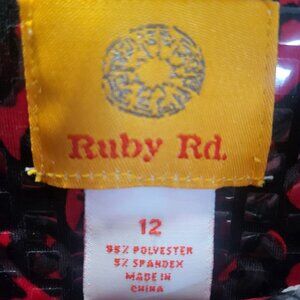 Ruby Rd.
12
95% POLYESTER
5% SPANDEX
MADE IN
CHINA